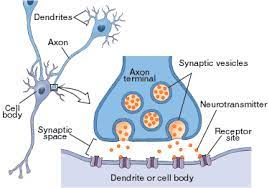 Dendrites
Axon
Cell
body
Synaptic
space
Axon
terminal
Synaptic vesicles
Neurotransmitter
Receptor
site
Dendrite or cell body